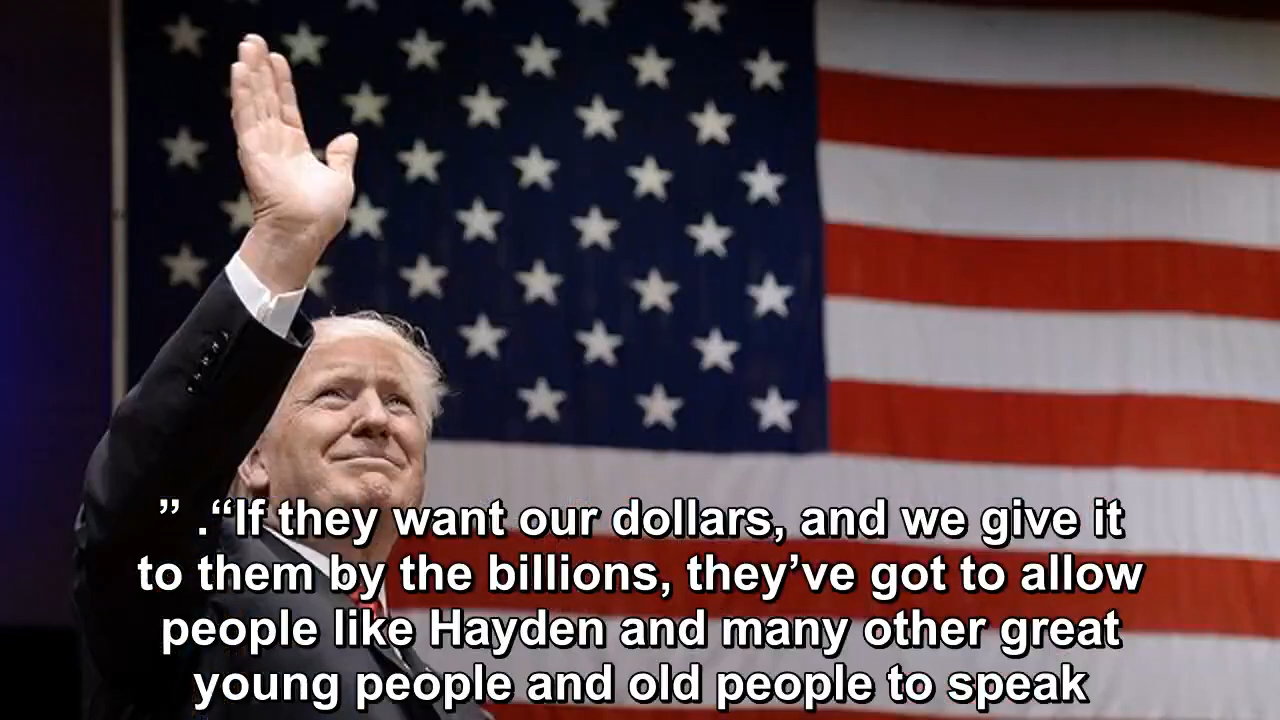 ” .“If they want our dollars, and we give it
to them by the billions, they’ve got to allow
people like Hayden and many other great
young people and old people to speak